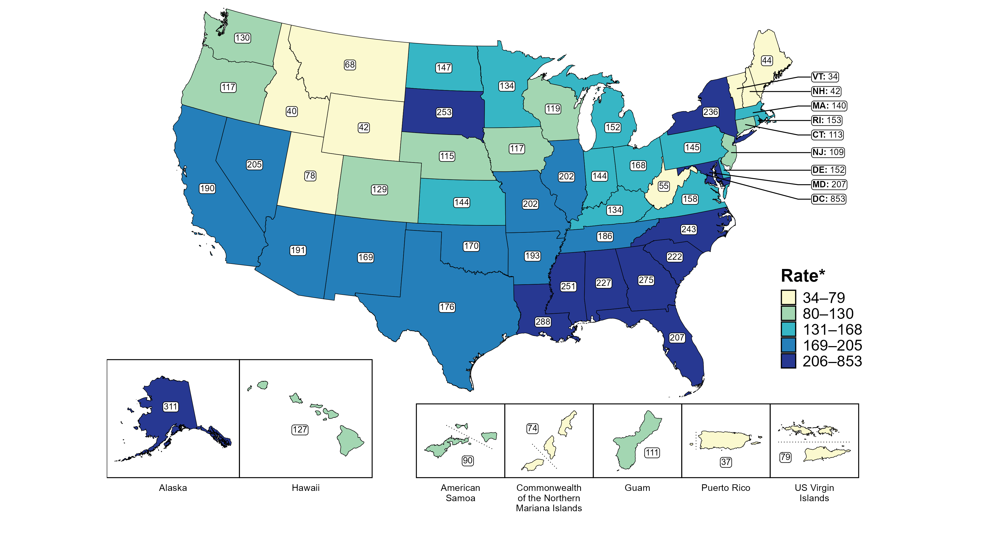 130
68
44
147
117
134
VT: 34
NH: 42
MA: 140
RI: 153
CT: 113
NJ: 109
DE: 152
MD: 207
DC: 853
40
42
253
119
236
152
117
145
115
205
78
129
202
144
168
55
190
144
202
134
158
191
169
170
193
186
243
222
176
251
227
275
288
207
Rate*
34–79
80–130
131–168
169–205
206–853
311
127
90
74
111
37
79
Alaska
Hawaii
American
Samoa
Commonwealth
of the Northern
Mariana Islands
Guam
Puerto Rico
US Virgin
Islands